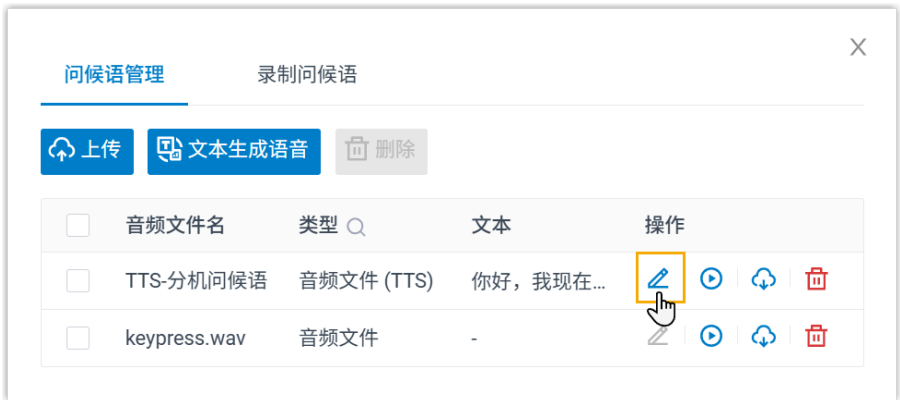 问候语管理 录制问候语
上传 文本生成语音 删除
音频文件名 类型 文本 操作
TTS-分机问候语 音频文件 (TTS) 你好，我现在...
keypress.wav 音频文件 -